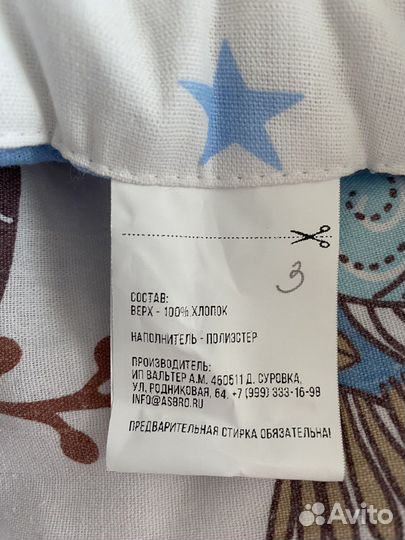 3
СОСТАВ:
ВЕРХ - 100% ХЛОПОК
НАПОЛНИТЕЛЬ - ПОЛИЭСТЕР
ПРОИЗВОДИТЕЛЬ:
ИП ВАЛЬТЕР А.М. 460511 Д. СУРОВКА,
УЛ. РОДНИКОВАЯ, 64, +7 (999) 333-16-98
INFO@ASBRO.RU
ПРЕДВАРИТЕЛЬНАЯ СТИРКА ОБЯЗАТЕЛЬНА!
Avito